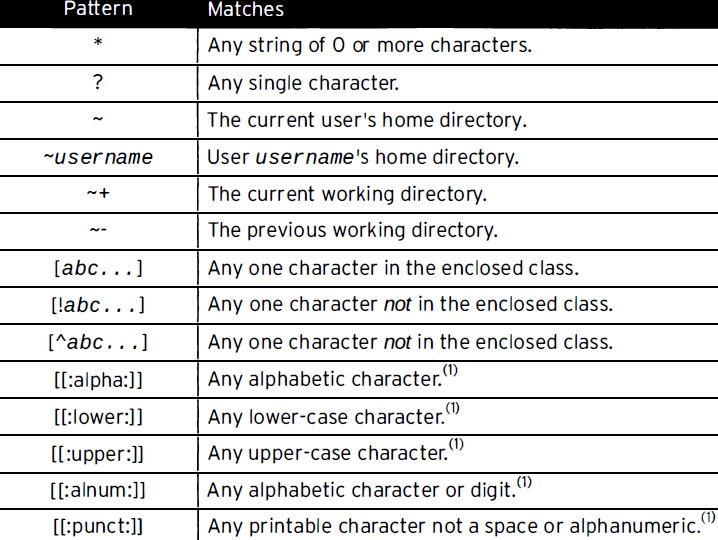 Pattern Matches
* Any string of 0 or more characters.
? Any single character.
~ The current user's home directory.
~username User username's home directory.
~+ The current working directory.
~- The previous working directory.
[abc...] Any one character in the enclosed class.
[!abc...] Any one character not in the enclosed class.
[^abc...] Any one character not in the enclosed class.
[[:alpha:]] Any alphabetic character.(1)
[[:lower:]] Any lower-case character.(1)
[[:upper:]] Any upper-case character.(1)
[[:alnum:]] Any alphabetic character or digit.(1)
[[:punct:]] Any printable character not a space or alphanumeric.(1)